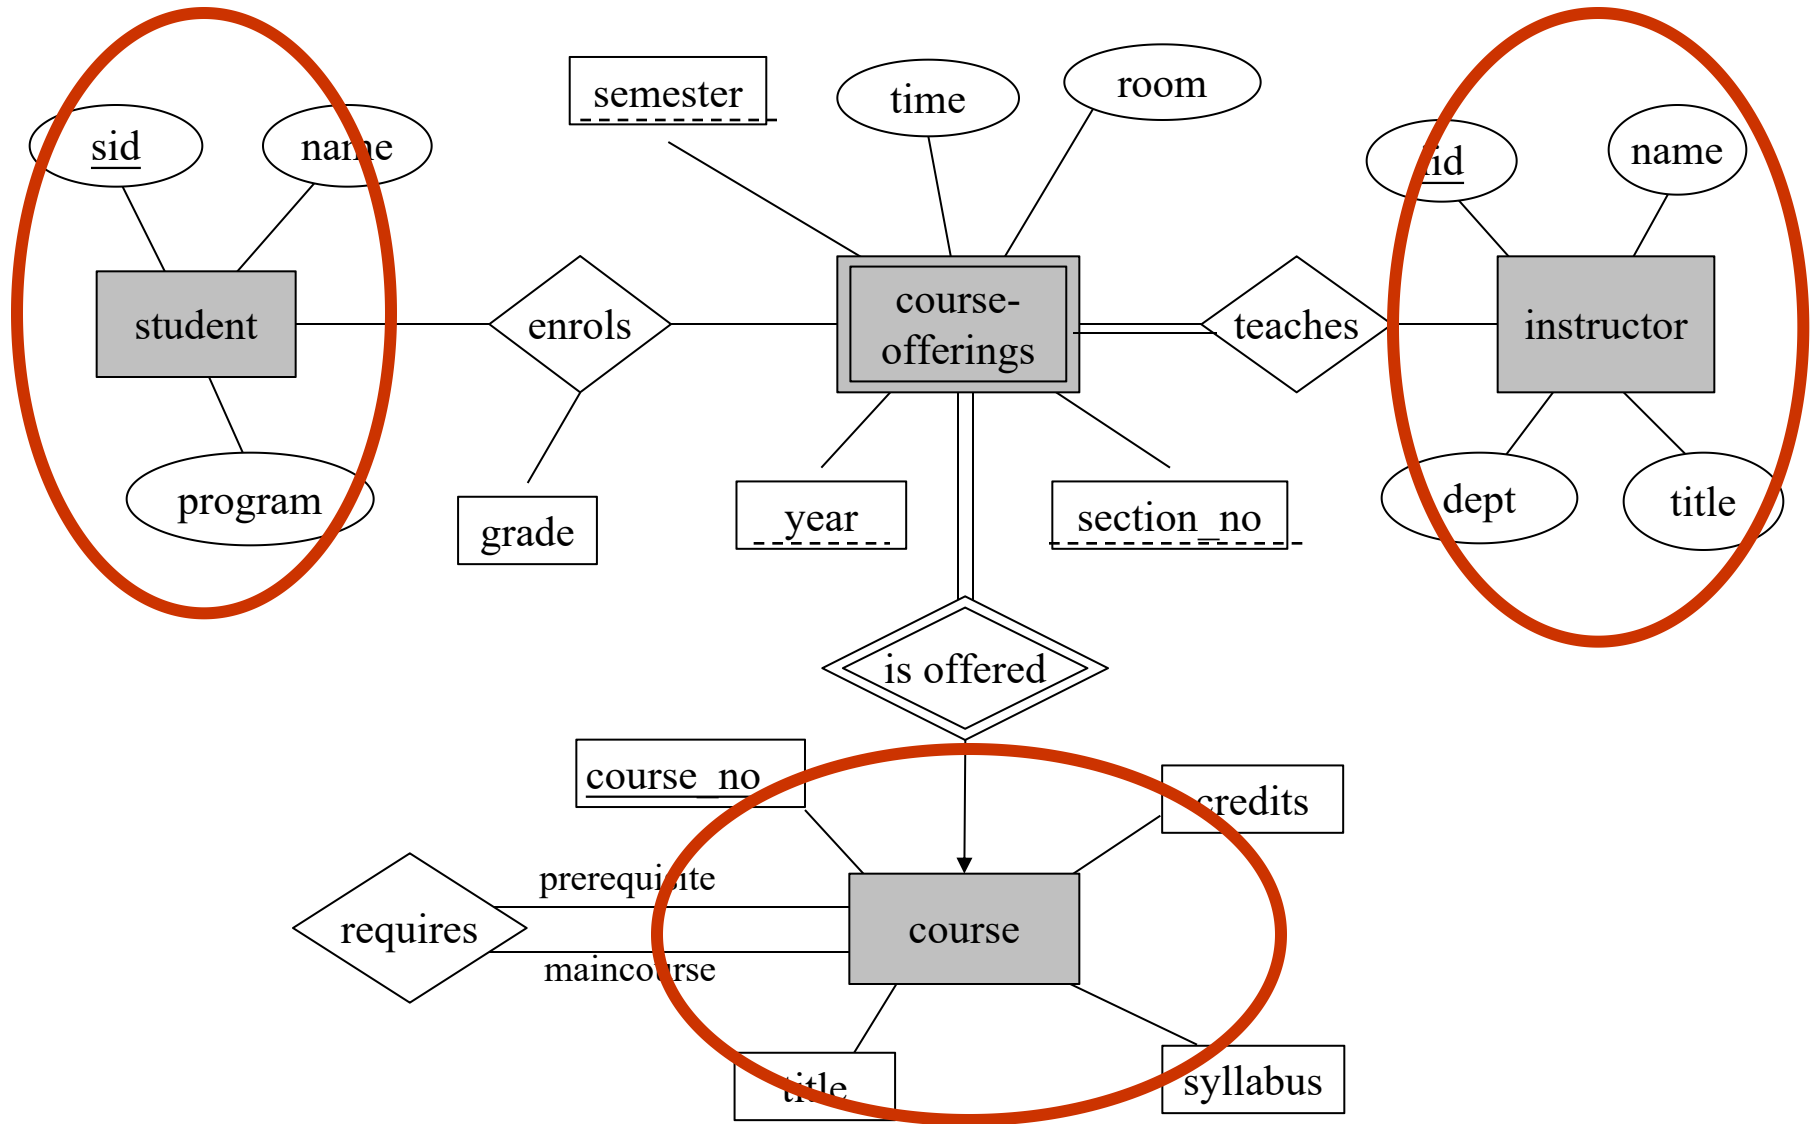 semester
time
room
sid
name
iid
name
student
enrols
course-
offerings
teaches
instructor
program
grade
year
section_no
dept
title
is offered
course_no
credits
prerequisite
requires
course
maincourse
title
syllabus